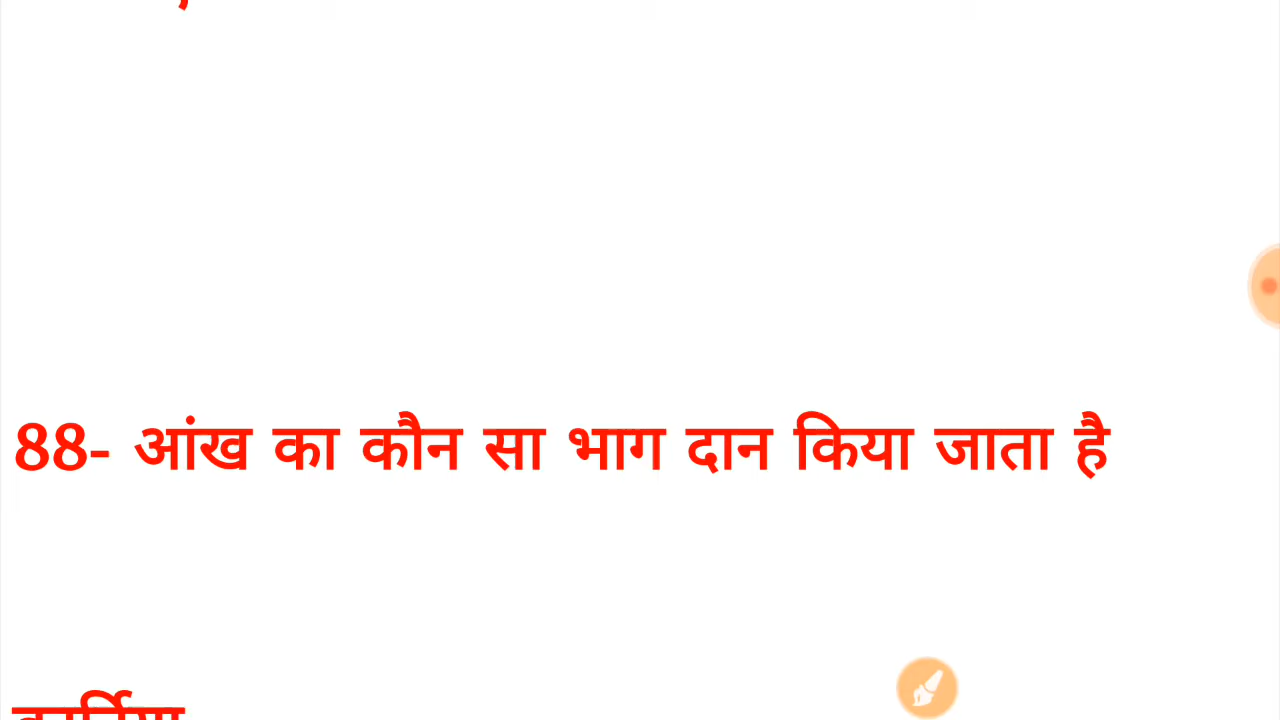 88- आंख का कौन सा भाग दान किया जाता है